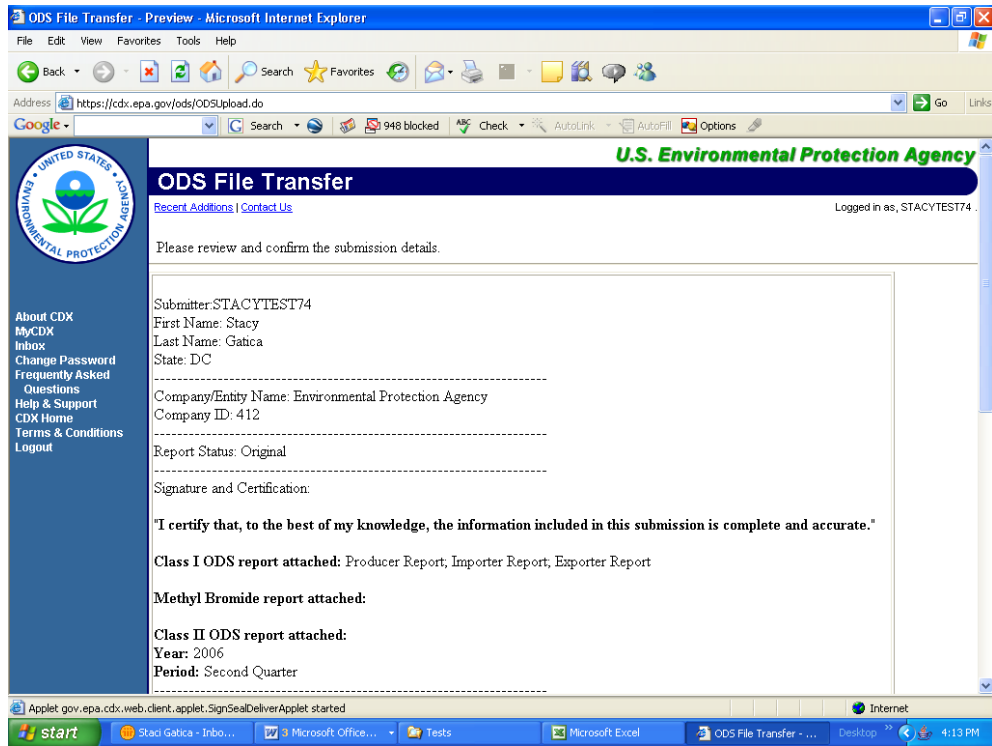 ODS File Transfer - Preview - Microsoft Internet Explorer
File Edit View Favorites Tools Help
Back Search Favorites
Address https://cdx.epa.gov/ods/ODSUpload.do Go Links
Google Search 948 blocked Check AutoLink AutoFill Options
UNITED STATES ENVIRONMENTAL PROTECTION AGENCY
U.S. Environmental Protection Agency
ODS File Transfer
Recent Additions | Contact Us Logged in as, STACYTEST74 .
Please review and confirm the submission details.
About CDX
MyCDX
Inbox
Change Password
Frequently Asked
Questions
Help & Support
CDX Home
Terms & Conditions
Logout
Submitter:STACYTEST74
First Name: Stacy
Last Name: Gatica
State: DC
-------------------------------------------------------------------
Company/Entity Name: Environmental Protection Agency
Company ID: 412
-------------------------------------------------------------------
Report Status: Original
-------------------------------------------------------------------
Signature and Certification:
"I certify that, to the best of my knowledge, the information included in this submission is complete and accurate."
Class I ODS report attached: Producer Report; Importer Report; Exporter Report
Methyl Bromide report attached:
Class II ODS report attached:
Year: 2006
Period: Second Quarter
-------------------------------------------------------------------
Applet gov.epa.cdx.web.client.applet.SignSealDeliverApplet started Internet
start Staci Gatica - Inbo... 3 Microsoft Office... Tests Microsoft Excel ODS File Transfer - ... Desktop 4:13 PM